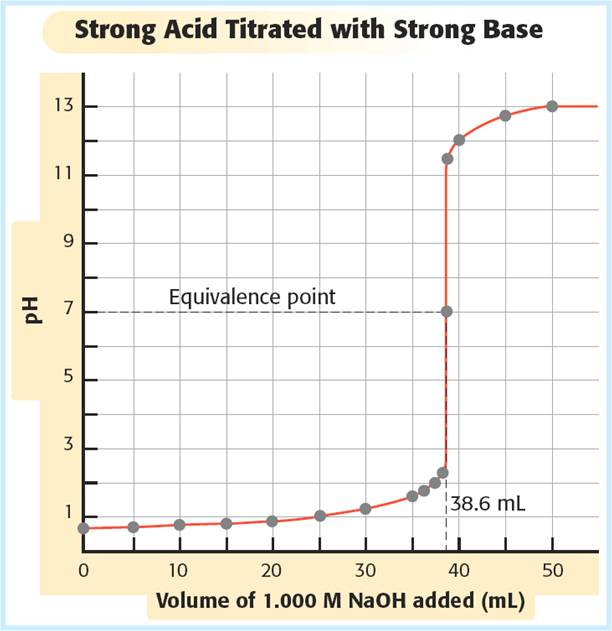 Strong Acid Titrated with Strong Base
13
11
9
7
5
3
1
pH
Equivalence point
38.6 mL
0 10 20 30 40 50
Volume of 1.000 M NaOH added (mL)